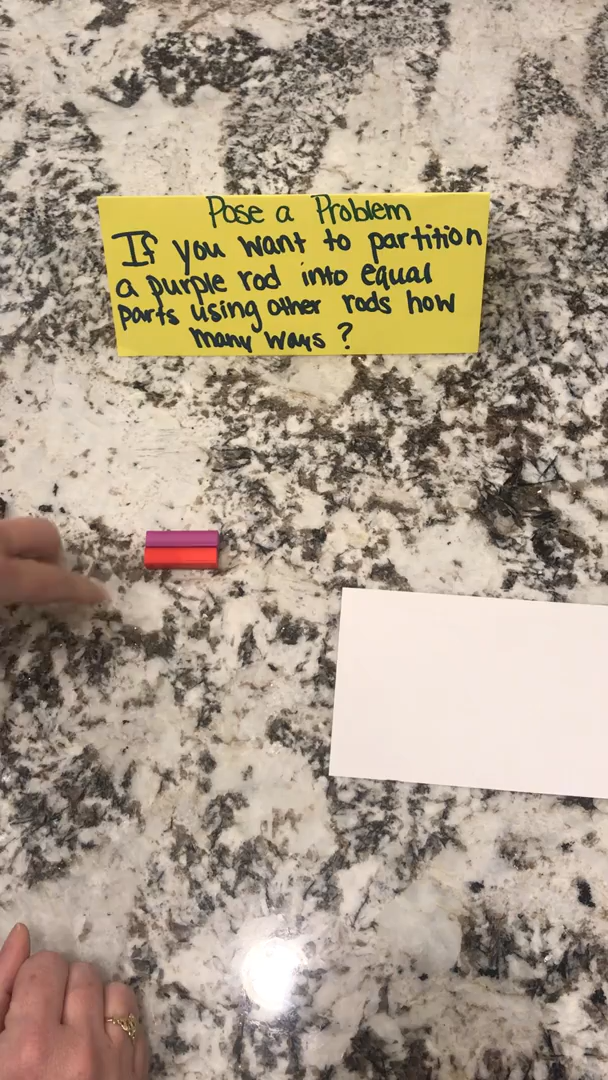 Pose a Problem
If you want to partition
a purple rod into equal
parts using other rods how
many ways ?